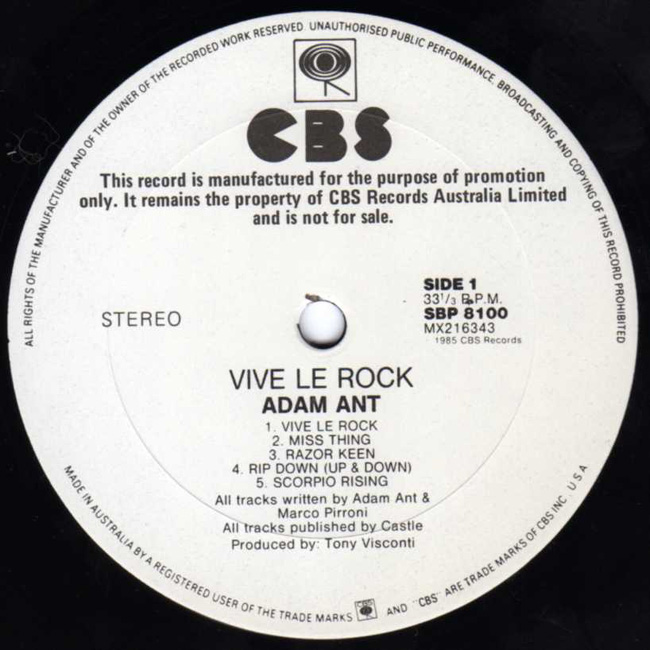 ALL RIGHTS OF THE MANUFACTURER AND OF THE OWNER OF THE RECORDED WORK RESERVED. UNAUTHORISED PUBLIC PERFORMANCE, BROADCASTING AND COPYING OF THIS RECORD PROHIBITED
CBS
This record is manufactured for the purpose of promotion
only. It remains the property of CBS Records Australia Limited
and is not for sale.
STEREO
SIDE 1
33 1/3 R.P.M.
SBP 8100
MX216343
1985 CBS Records
VIVE LE ROCK
ADAM ANT
1. VIVE LE ROCK
2. MISS THING
3. RAZOR KEEN
4. RIP DOWN (UP & DOWN)
5. SCORPIO RISING
All tracks written by Adam Ant &
Marco Pirroni
All tracks published by Castle
Produced by: Tony Visconti
MADE IN AUSTRALIA BY A REGISTERED USER OF THE TRADE MARKS CBS AND "CBS" ARE TRADE MARKS OF CBS INC. U S A